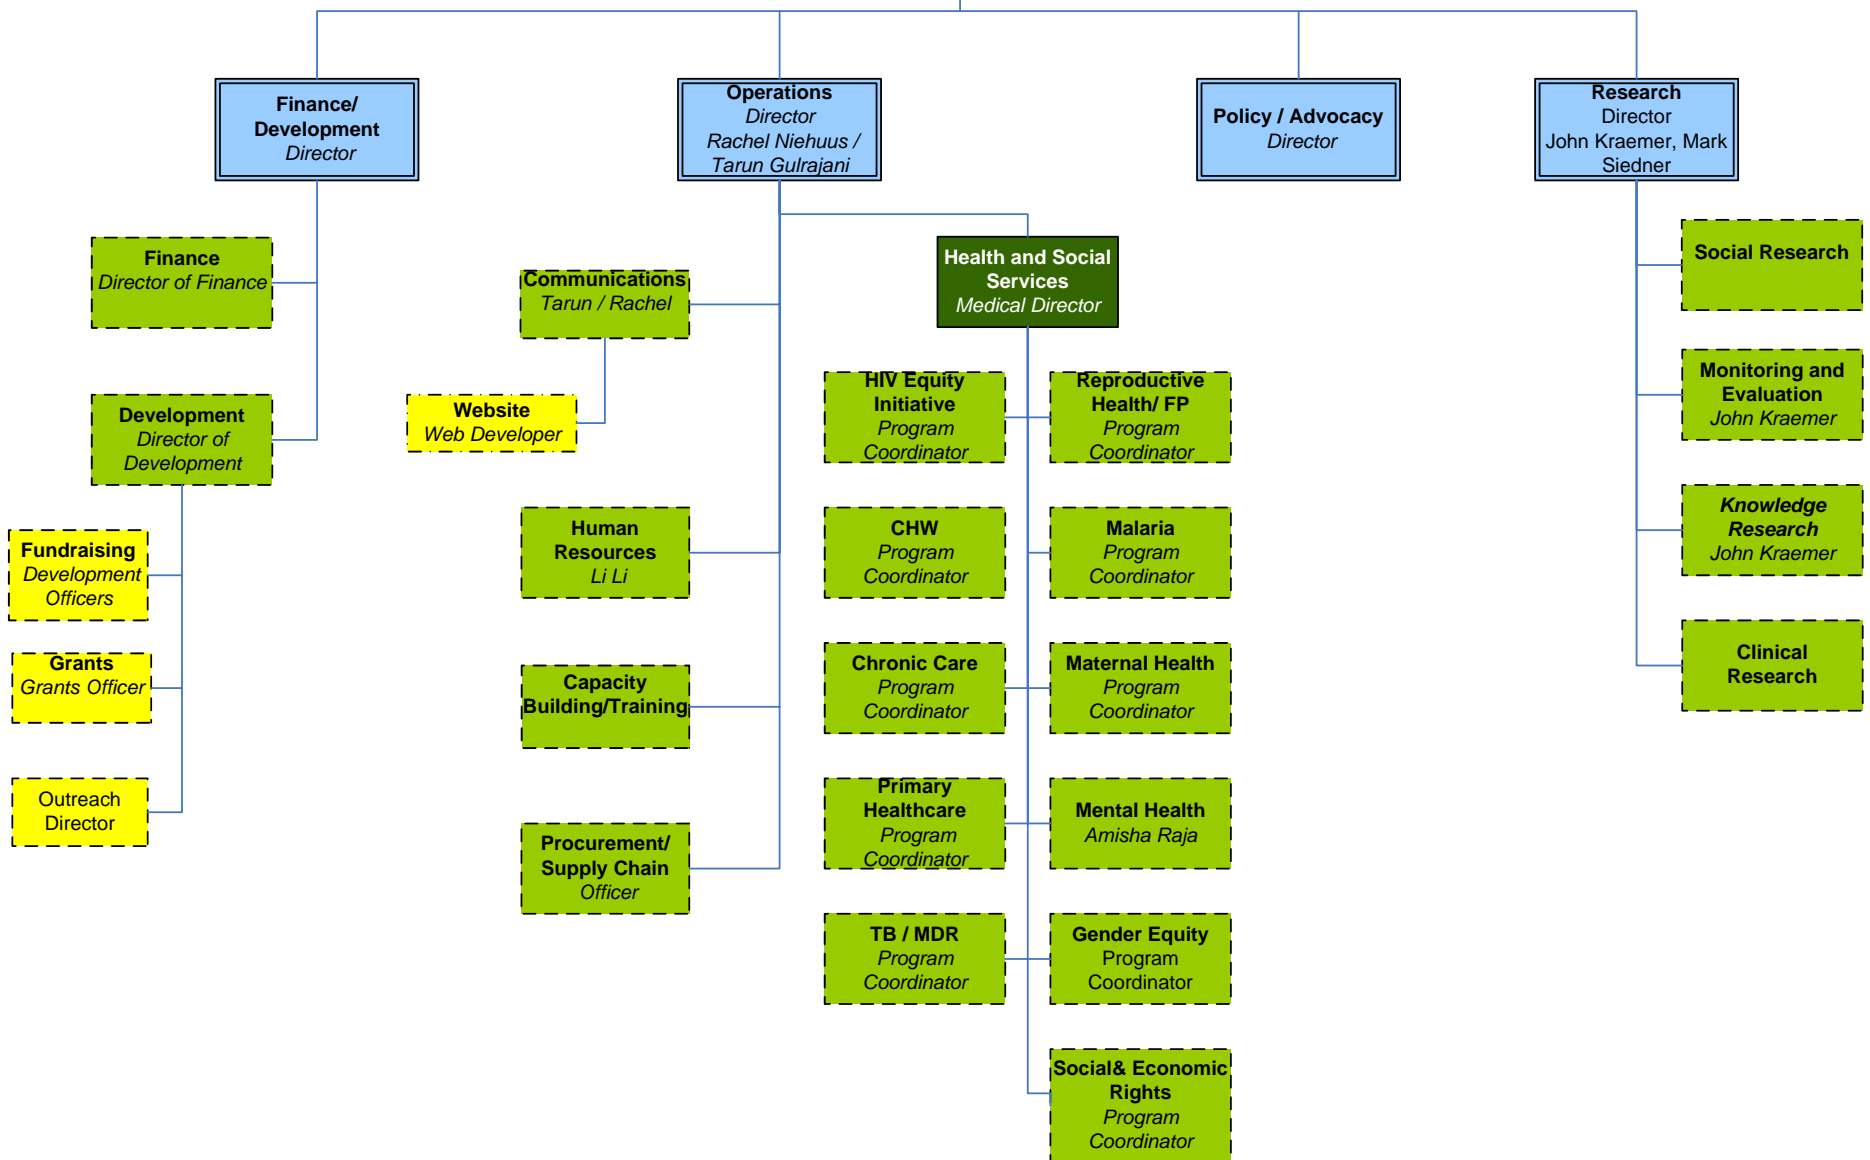 Finance/
Development
Director
Operations
Director
Rachel Niehuus /
Tarun Gulrajani
Policy / Advocacy
Director
Research
Director
John Kraemer, Mark
Siedner
Finance
Director of Finance
Development
Director of
Development
Fundraising
Development
Officers
Grants
Grants Officer
Outreach
Director
Communications
Tarun / Rachel
Website
Web Developer
Human
Resources
Li Li
Capacity
Building/Training
Procurement/
Supply Chain
Officer
Health and Social
Services
Medical Director
HIV Equity
Initiative
Program
Coordinator
Reproductive
Health/ FP
Program
Coordinator
CHW
Program
Coordinator
Malaria
Program
Coordinator
Chronic Care
Program
Coordinator
Maternal Health
Program
Coordinator
Primary
Healthcare
Program
Coordinator
Mental Health
Amisha Raja
TB / MDR
Program
Coordinator
Gender Equity
Program
Coordinator
Social& Economic
Rights
Program
Coordinator
Social Research
Monitoring and
Evaluation
John Kraemer
Knowledge
Research
John Kraemer
Clinical
Research